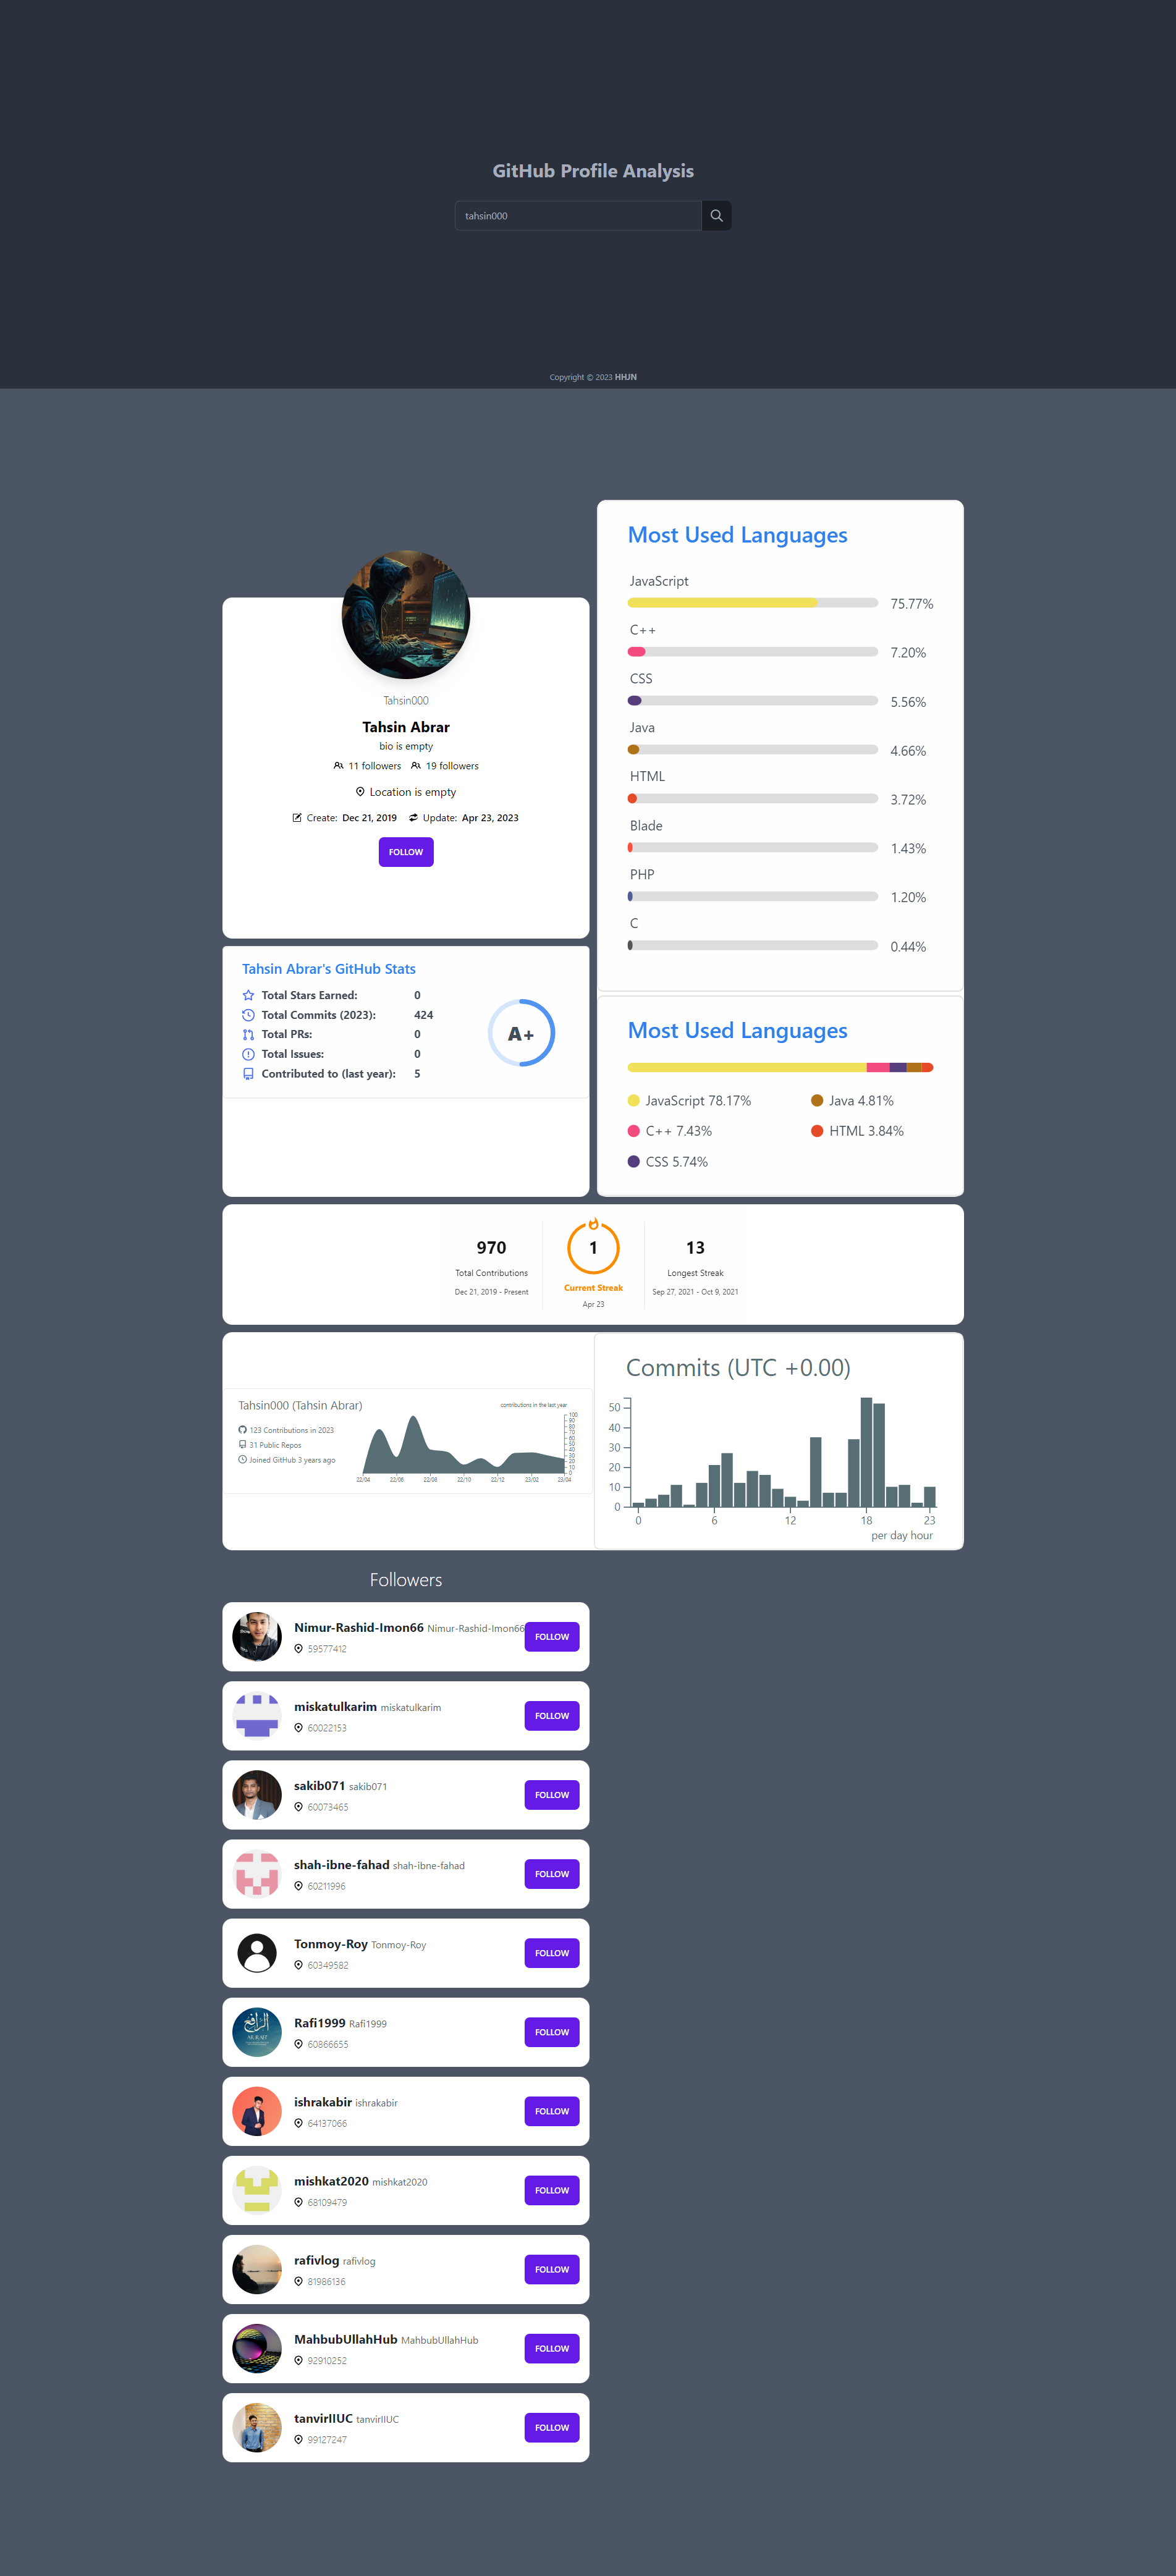 GitHub Profile Analysis
tahsin000
Copyright © 2023 HHJN
Tahsin000
Tahsin Abrar
bio is empty
11 followers 19 followers
Location is empty
Create: Dec 21, 2019 Update: Apr 23, 2023
FOLLOW
Tahsin Abrar's GitHub Stats
Total Stars Earned: 0
Total Commits (2023): 424
Total PRs: 0
Total Issues: 0
Contributed to (last year): 5
A+
Most Used Languages
JavaScript
75.77%
C++
7.20%
CSS
5.56%
Java
4.66%
HTML
3.72%
Blade
1.43%
PHP
1.20%
C
0.44%
Most Used Languages
JavaScript 78.17%
Java 4.81%
C++ 7.43%
HTML 3.84%
CSS 5.74%
970
Total Contributions
Dec 21, 2019 - Present
1
Current Streak
Apr 23
13
Longest Streak
Sep 27, 2021 - Oct 9, 2021
Tahsin000 (Tahsin Abrar)
123 Contributions in 2023
31 Public Repos
Joined GitHub 3 years ago
contributions in the last year
100
90
80
70
60
50
40
30
20
10
0
22/04 22/06 22/08 22/10 22/12 23/02 23/04
Commits (UTC +0.00)
50
40
30
20
10
0
0 6 12 18 23
per day hour
Followers
Nimur-Rashid-Imon66 Nimur-Rashid-Imon66
59577412
FOLLOW
miskatulkarim miskatulkarim
60022153
FOLLOW
sakib071 sakib071
60073465
FOLLOW
shah-ibne-fahad shah-ibne-fahad
60211996
FOLLOW
Tonmoy-Roy Tonmoy-Roy
60349582
FOLLOW
Rafi1999 Rafi1999
60866655
FOLLOW
ishrakabir ishrakabir
64137066
FOLLOW
mishkat2020 mishkat2020
68109479
FOLLOW
rafivlog rafivlog
81986136
FOLLOW
MahbubUllahHub MahbubUllahHub
92910252
FOLLOW
tanvirIIUC tanvirIIUC
99127247
FOLLOW